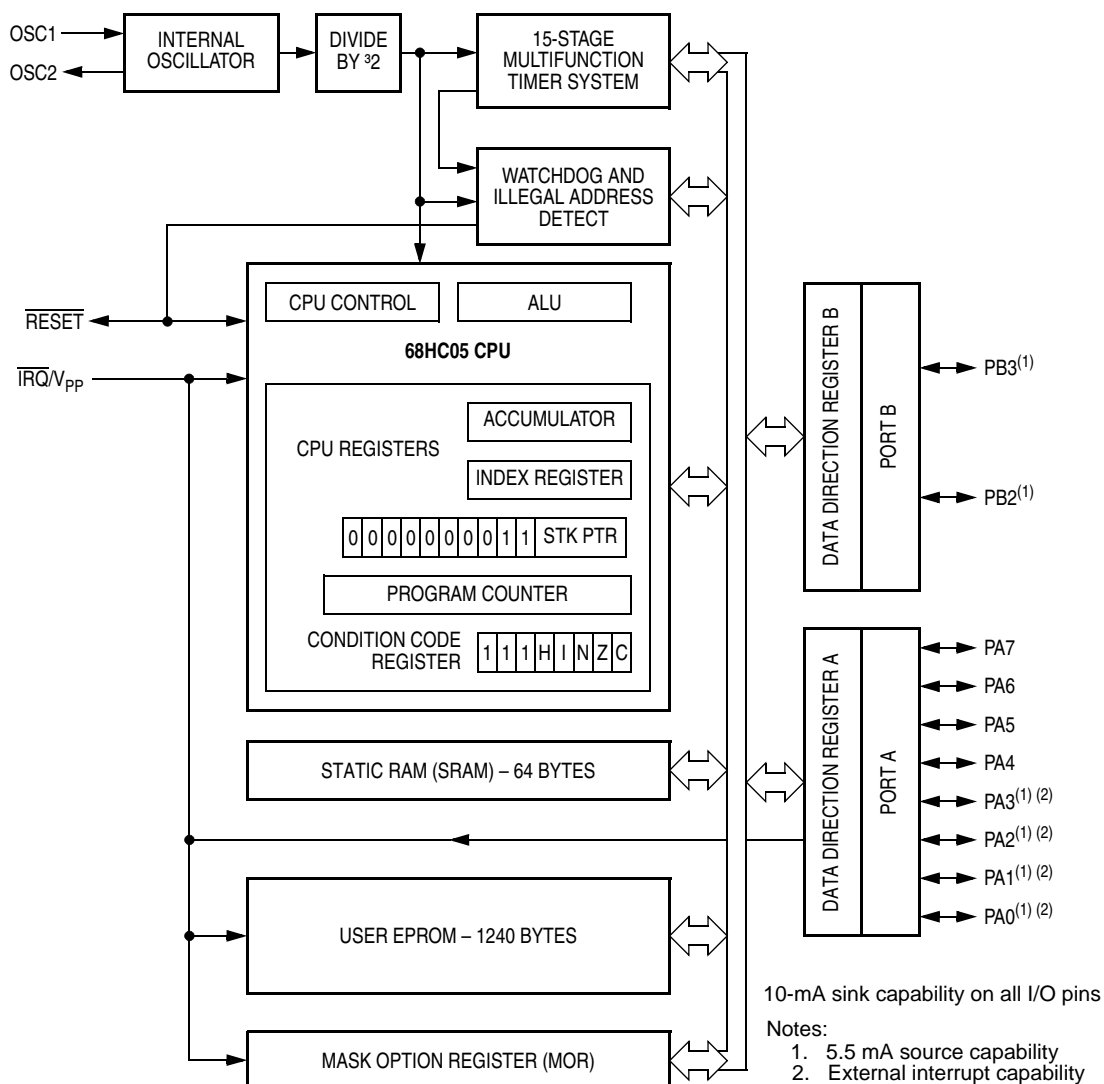 OSC1
OSC2
INTERNAL
OSCILLATOR
DIVIDE
BY ³2
15-STAGE
MULTIFUNCTION
TIMER SYSTEM
WATCHDOG AND
ILLEGAL ADDRESS
DETECT
RESET
IRQ/VPP
CPU CONTROL
ALU
68HC05 CPU
CPU REGISTERS
ACCUMULATOR
INDEX REGISTER
0 0 0 0 0 0 0 0 1 1 STK PTR
PROGRAM COUNTER
CONDITION CODE
REGISTER
1 1 1 H I N Z C
STATIC RAM (SRAM) – 64 BYTES
USER EPROM – 1240 BYTES
MASK OPTION REGISTER (MOR)
DATA DIRECTION REGISTER B
PORT B
PB3(1)
PB2(1)
DATA DIRECTION REGISTER A
PORT A
PA7
PA6
PA5
PA4
PA3(1) (2)
PA2(1) (2)
PA1(1) (2)
PA0(1) (2)
10-mA sink capability on all I/O pins
Notes:
1. 5.5 mA source capability
2. External interrupt capability